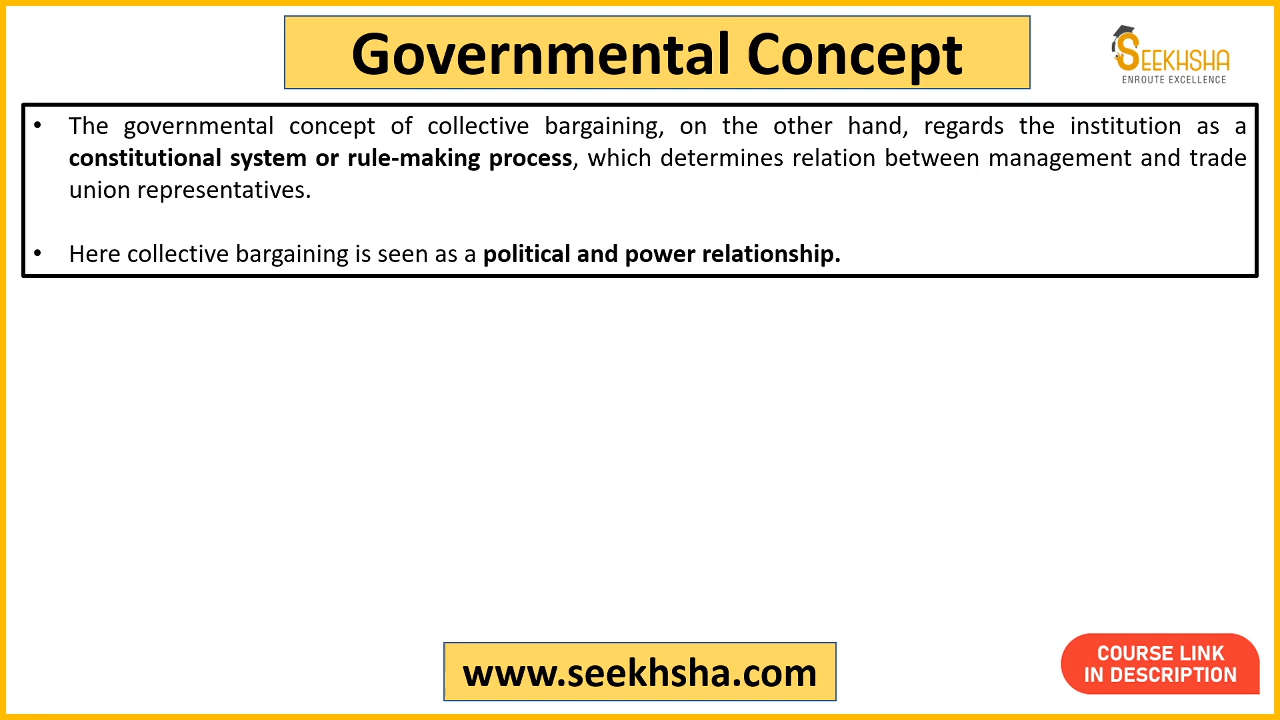 Governmental Concept
SEEKHSHA
ENROUTE EXCELLENCE
• The governmental concept of collective bargaining, on the other hand, regards the institution as a
constitutional system or rule-making process, which determines relation between management and trade
union representatives.
• Here collective bargaining is seen as a political and power relationship.
www.seekhsha.com
COURSE LINK
IN DESCRIPTION